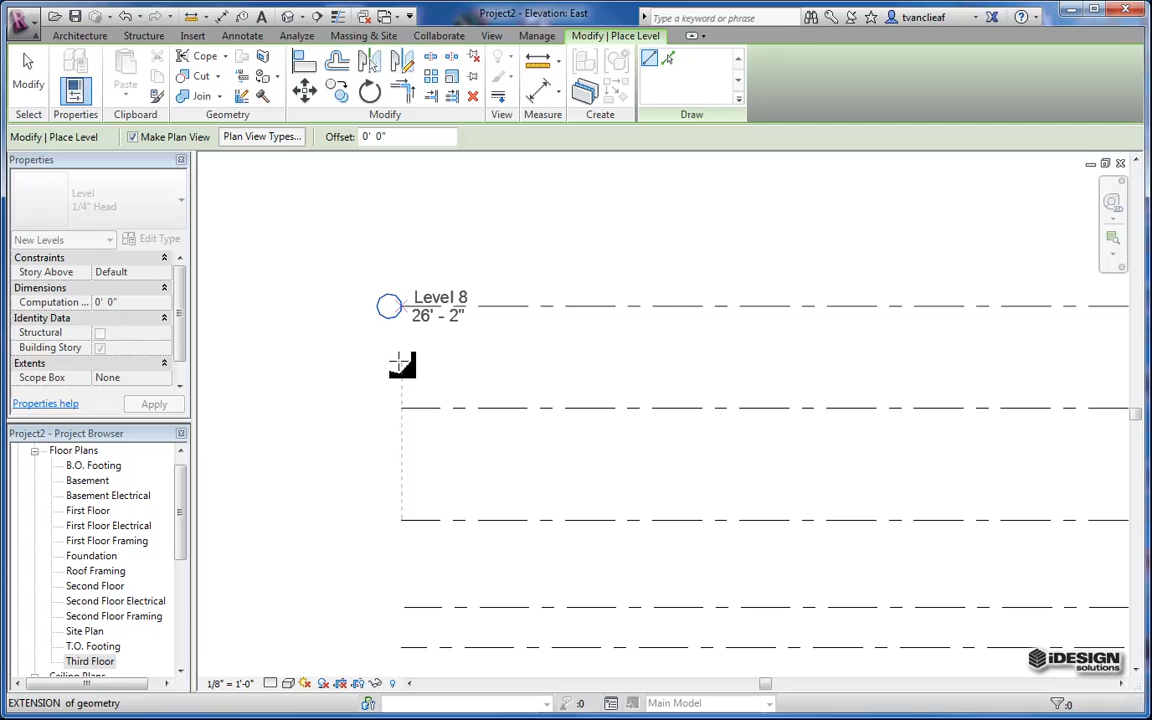 Project2 - Elevation: East
Type a keyword or phrase
tvanclieaf
Architecture Structure Insert Annotate Analyze Massing & Site Collaborate View Manage Modify | Place Level
Modify
Paste
Cope
Cut
Join
Select Properties Clipboard Geometry Modify View Measure Create Draw
Modify | Place Level Make Plan View Plan View Types... Offset: 0' 0"
Properties
Level
1/4" Head
New Levels Edit Type
Constraints
Story Above Default
Dimensions
Computation ... 0' 0"
Identity Data
Structural
Building Story
Extents
Scope Box None
Properties help Apply
Project2 - Project Browser
Floor Plans
B.O. Footing
Basement
Basement Electrical
First Floor
First Floor Electrical
First Floor Framing
Foundation
Roof Framing
Second Floor
Second Floor Electrical
Second Floor Framing
Site Plan
T.O. Footing
Third Floor
Ceiling Plans
Level 8
26' - 2"
2D
iDESIGN
solutions
1/8" = 1'-0"
EXTENSION of geometry
:0
Main Model
:0